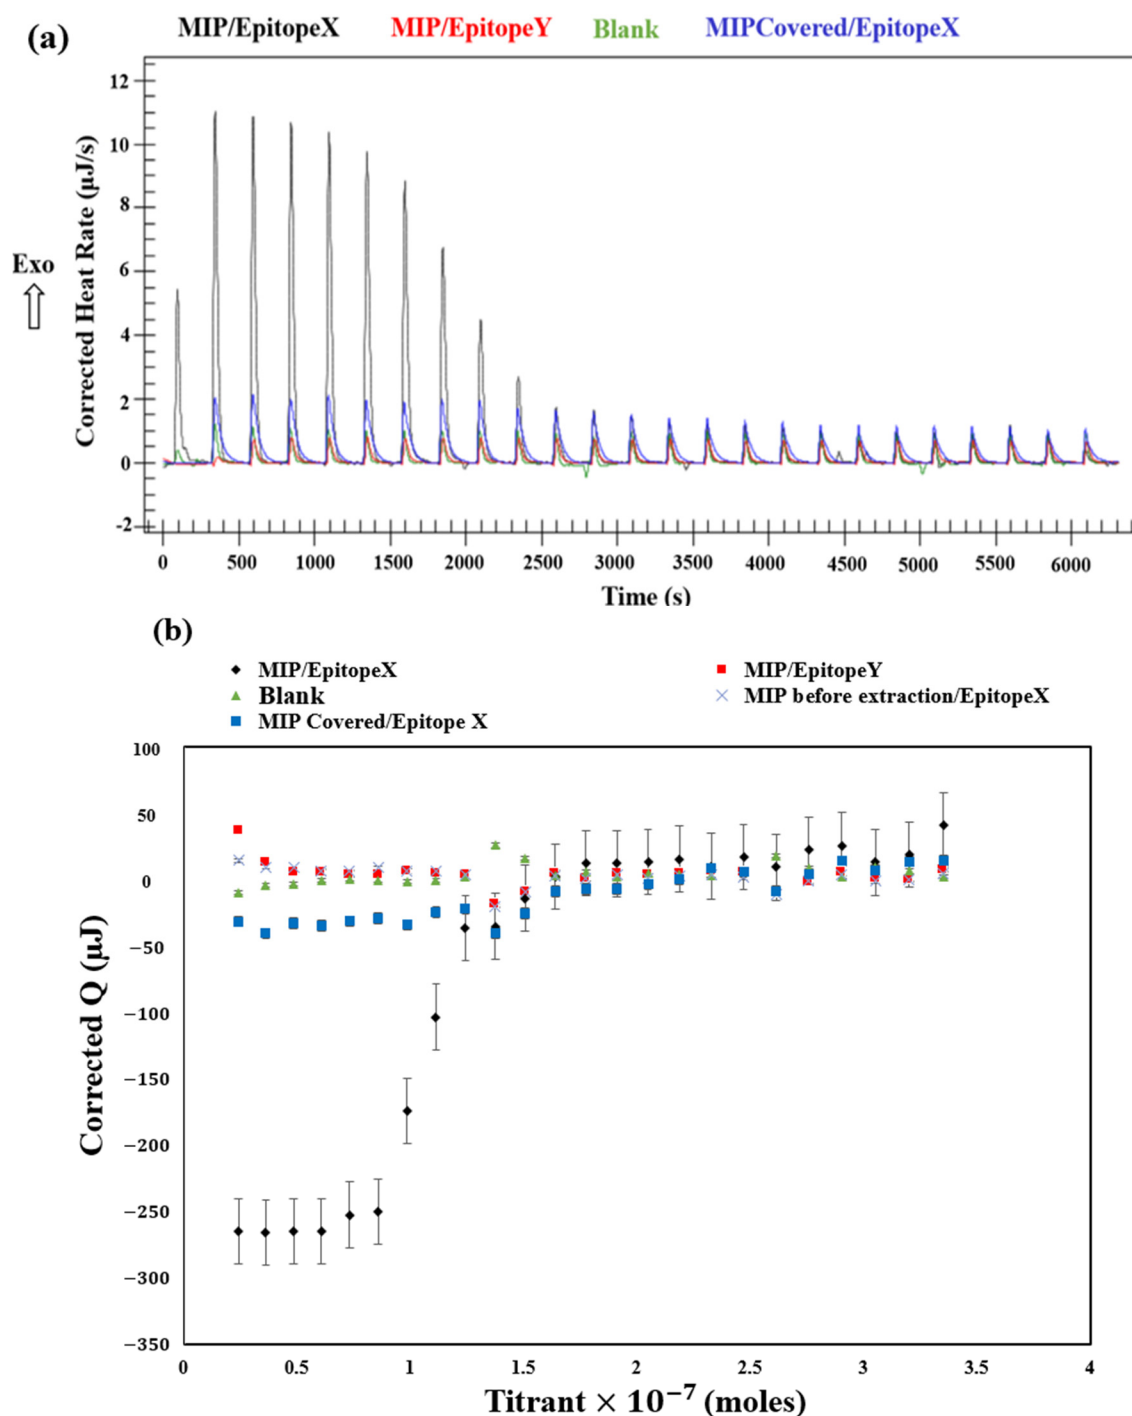 (a)
MIP/EpitopeX MIP/EpitopeY Blank MIPCovered/EpitopeX
12
10
8
6
4
2
0
-2
Corrected Heat Rate (µJ/s)
Exo
0 500 1000 1500 2000 2500 3000 3500 4000 4500 5000 5500 6000
Time (s)
(b)
MIP/EpitopeX MIP/EpitopeY
Blank MIP before extraction/EpitopeX
MIP Covered/Epitope X
100
50
0
−50
−100
−150
−200
−250
−300
−350
Corrected Q (µJ)
0 0.5 1 1.5 2 2.5 3 3.5 4
Titrant × 10⁻⁷ (moles)